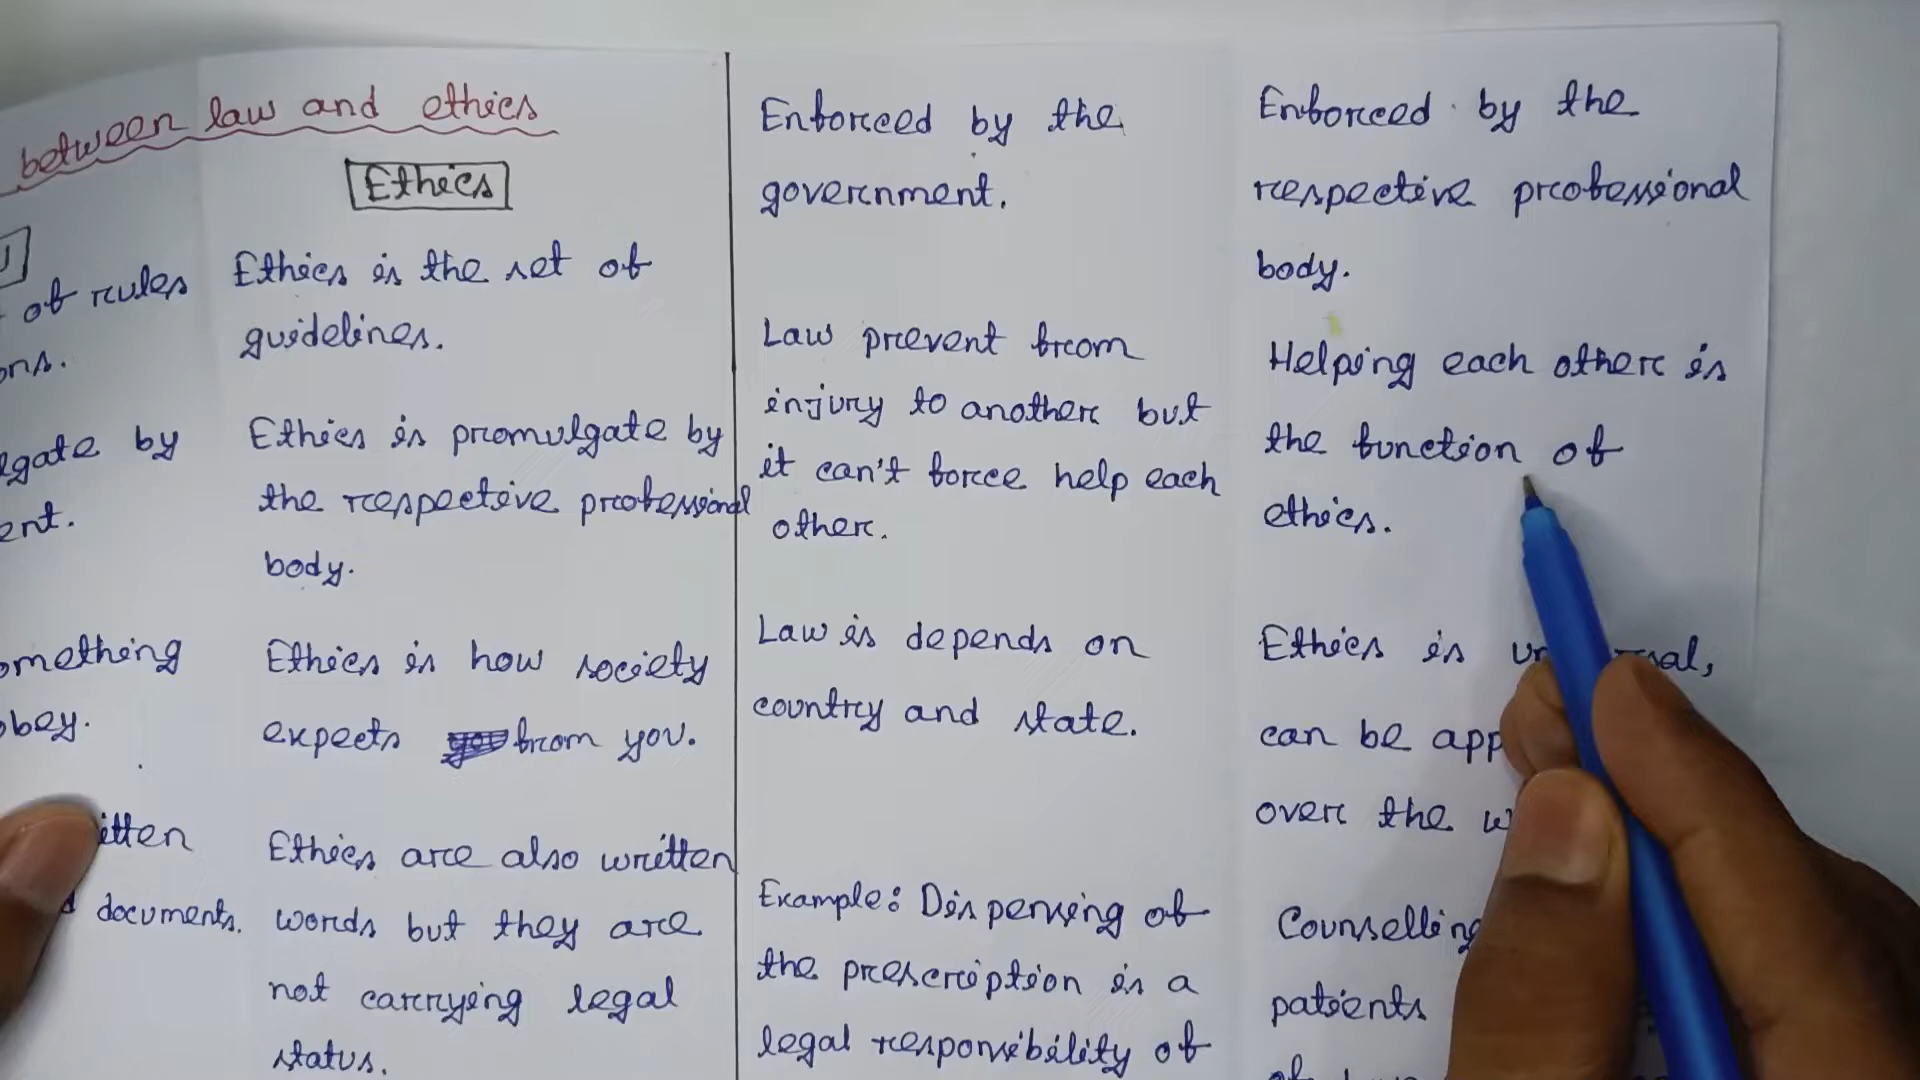 between law and ethics
Ethics
of rules
Ethics is the set of
guidelines.
by
Ethics is promulgate by
the respective professional
body.
Ethics is how society
expects from you.
documents.
Ethics are also written
words but they are
not carrying legal
status.
Enforced by the
government.
Law prevent from
injury to another but
it can't force help each
other.
Law is depends on
country and state.
Example: Dispensing of
the prescription is a
legal responsibility of
Enforced by the
respective professional
body.
Helping each other is
the function of
ethics.
Ethics is
can be
over the
Counselling
patients